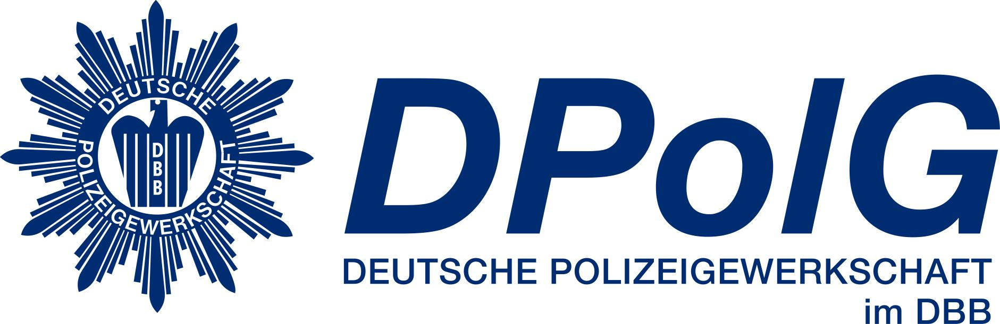 DEUTSCHE
POLIZEIGEWERKSCHAFT
DBB
DPolG
DEUTSCHE POLIZEIGEWERKSCHAFT
im DBB